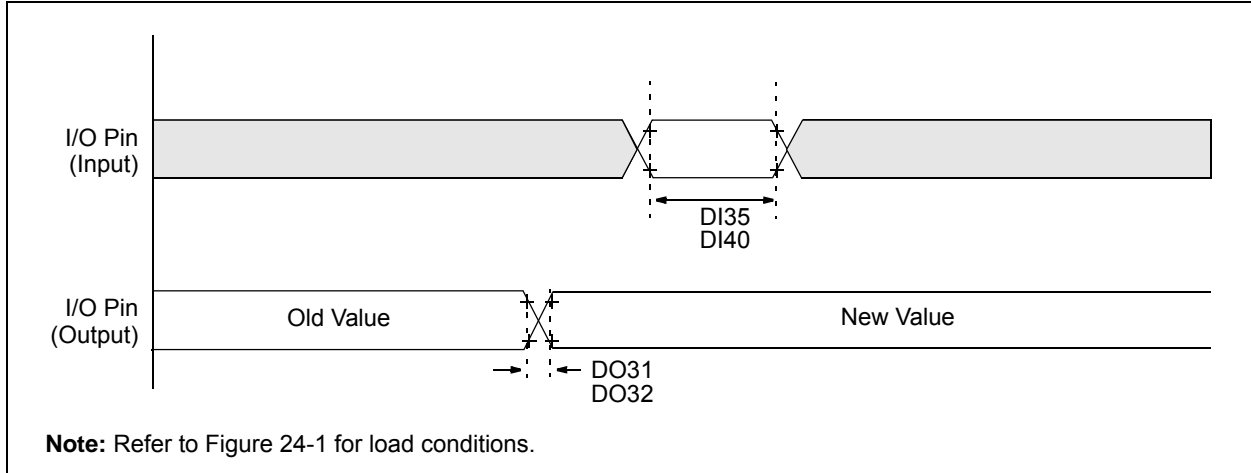 I/O Pin
(Input)
DI35
DI40
I/O Pin
(Output)
Old Value
New Value
DO31
DO32
Note: Refer to Figure 24-1 for load conditions.